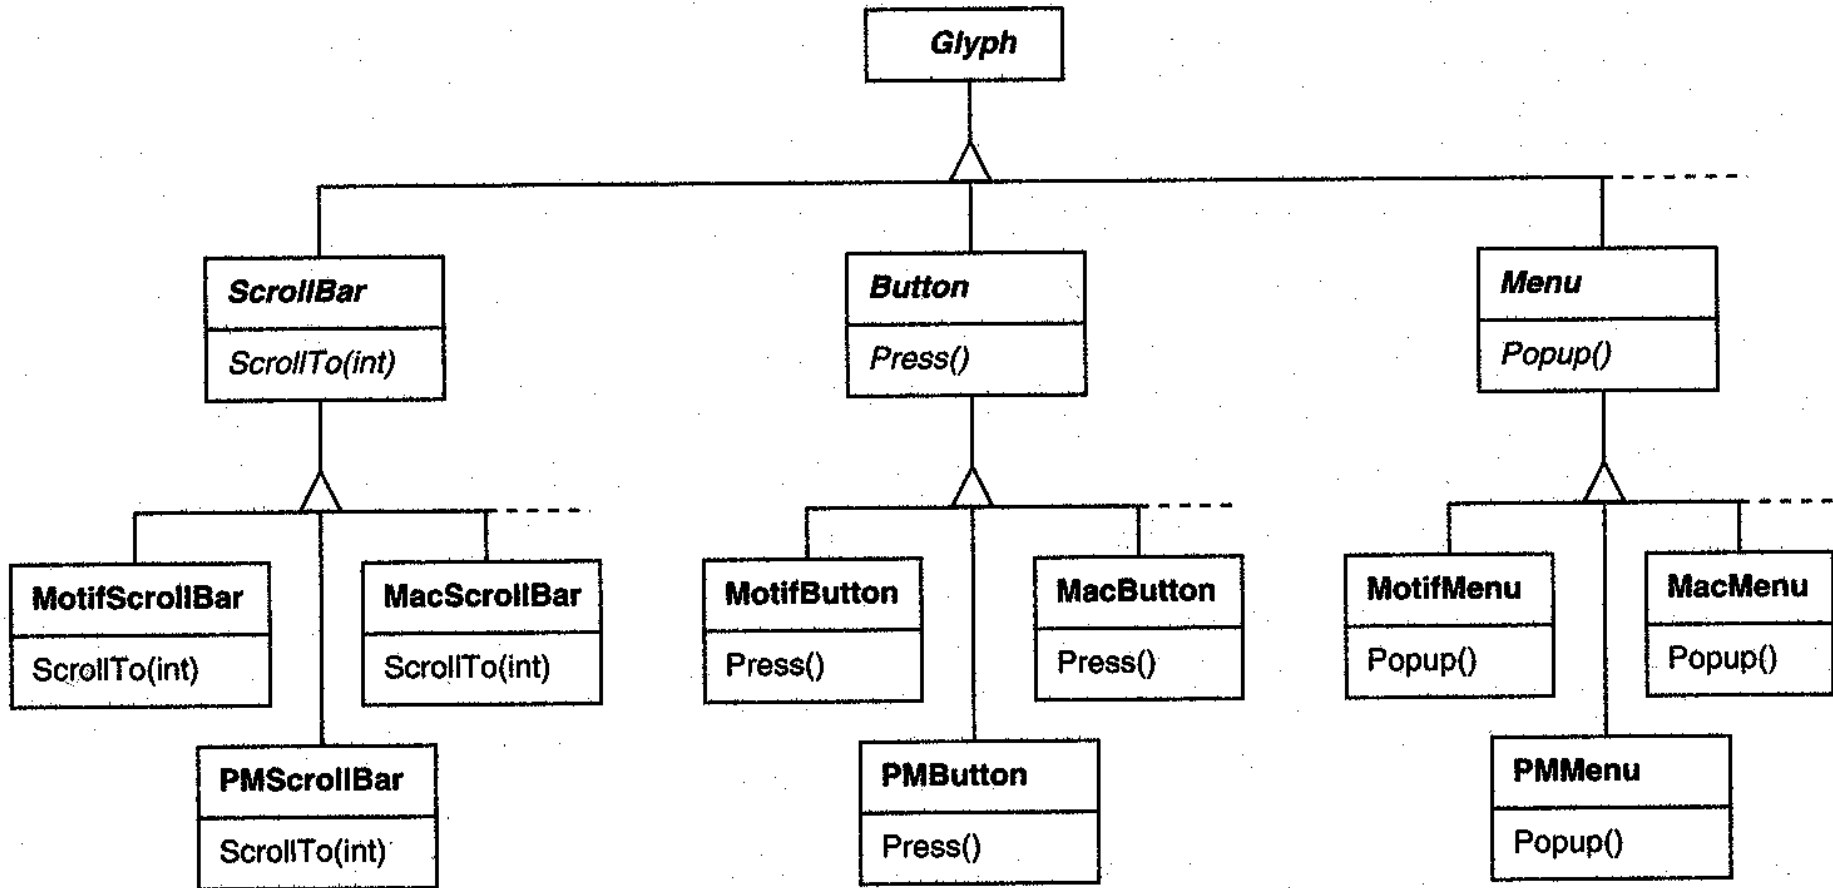 Glyph
ScrollBar
ScrollTo(int)
Button
Press()
Menu
Popup()
MotifScrollBar
ScrollTo(int)
MacScrollBar
ScrollTo(int)
PMScrollBar
ScrollTo(int)
MotifButton
Press()
MacButton
Press()
PMButton
Press()
MotifMenu
Popup()
MacMenu
Popup()
PMMenu
Popup()